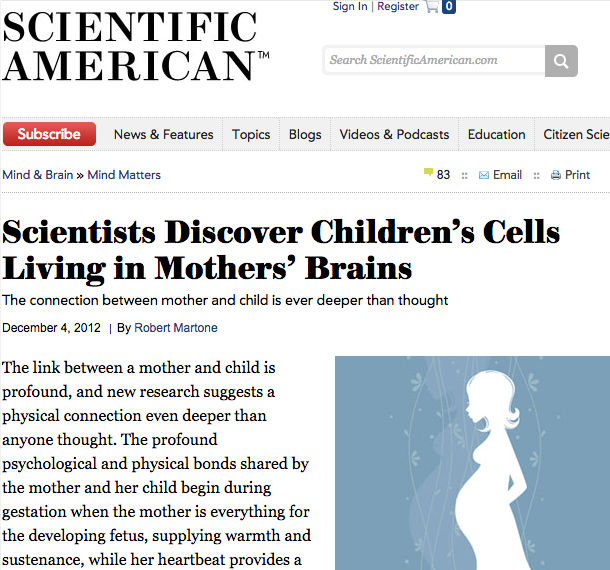 SCIENTIFIC
AMERICAN™
Sign In | Register 0
Search ScientificAmerican.com
Subscribe News & Features Topics Blogs Videos & Podcasts Education Citizen Scie
Mind & Brain » Mind Matters 83 :: Email :: Print
Scientists Discover Children’s Cells
Living in Mothers’ Brains
The connection between mother and child is ever deeper than thought
December 4, 2012 | By Robert Martone
The link between a mother and child is
profound, and new research suggests a
physical connection even deeper than
anyone thought. The profound
psychological and physical bonds shared by
the mother and her child begin during
gestation when the mother is everything for
the developing fetus, supplying warmth and
sustenance, while her heartbeat provides a